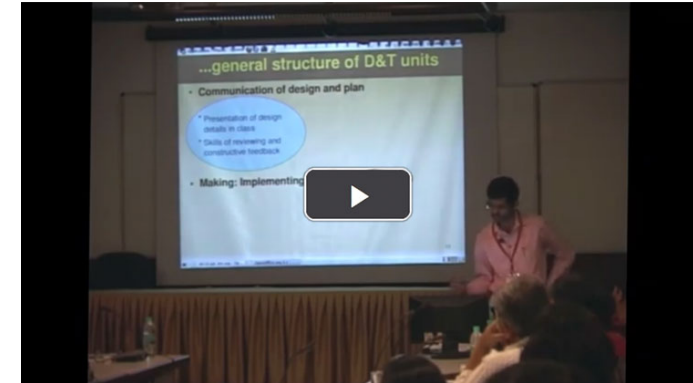 ...general structure of D&T units
• Communication of design and plan
* Presentation of design
details in class
* Skills of reviewing and
constructive feedback
• Making: Implementing